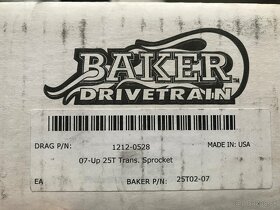 BAKER
DRIVETRAIN
DRAG P/N: 1212-0528 MADE IN: USA
07-Up 25T Trans. Sprocket
EA BAKER P/N: 25T02-07